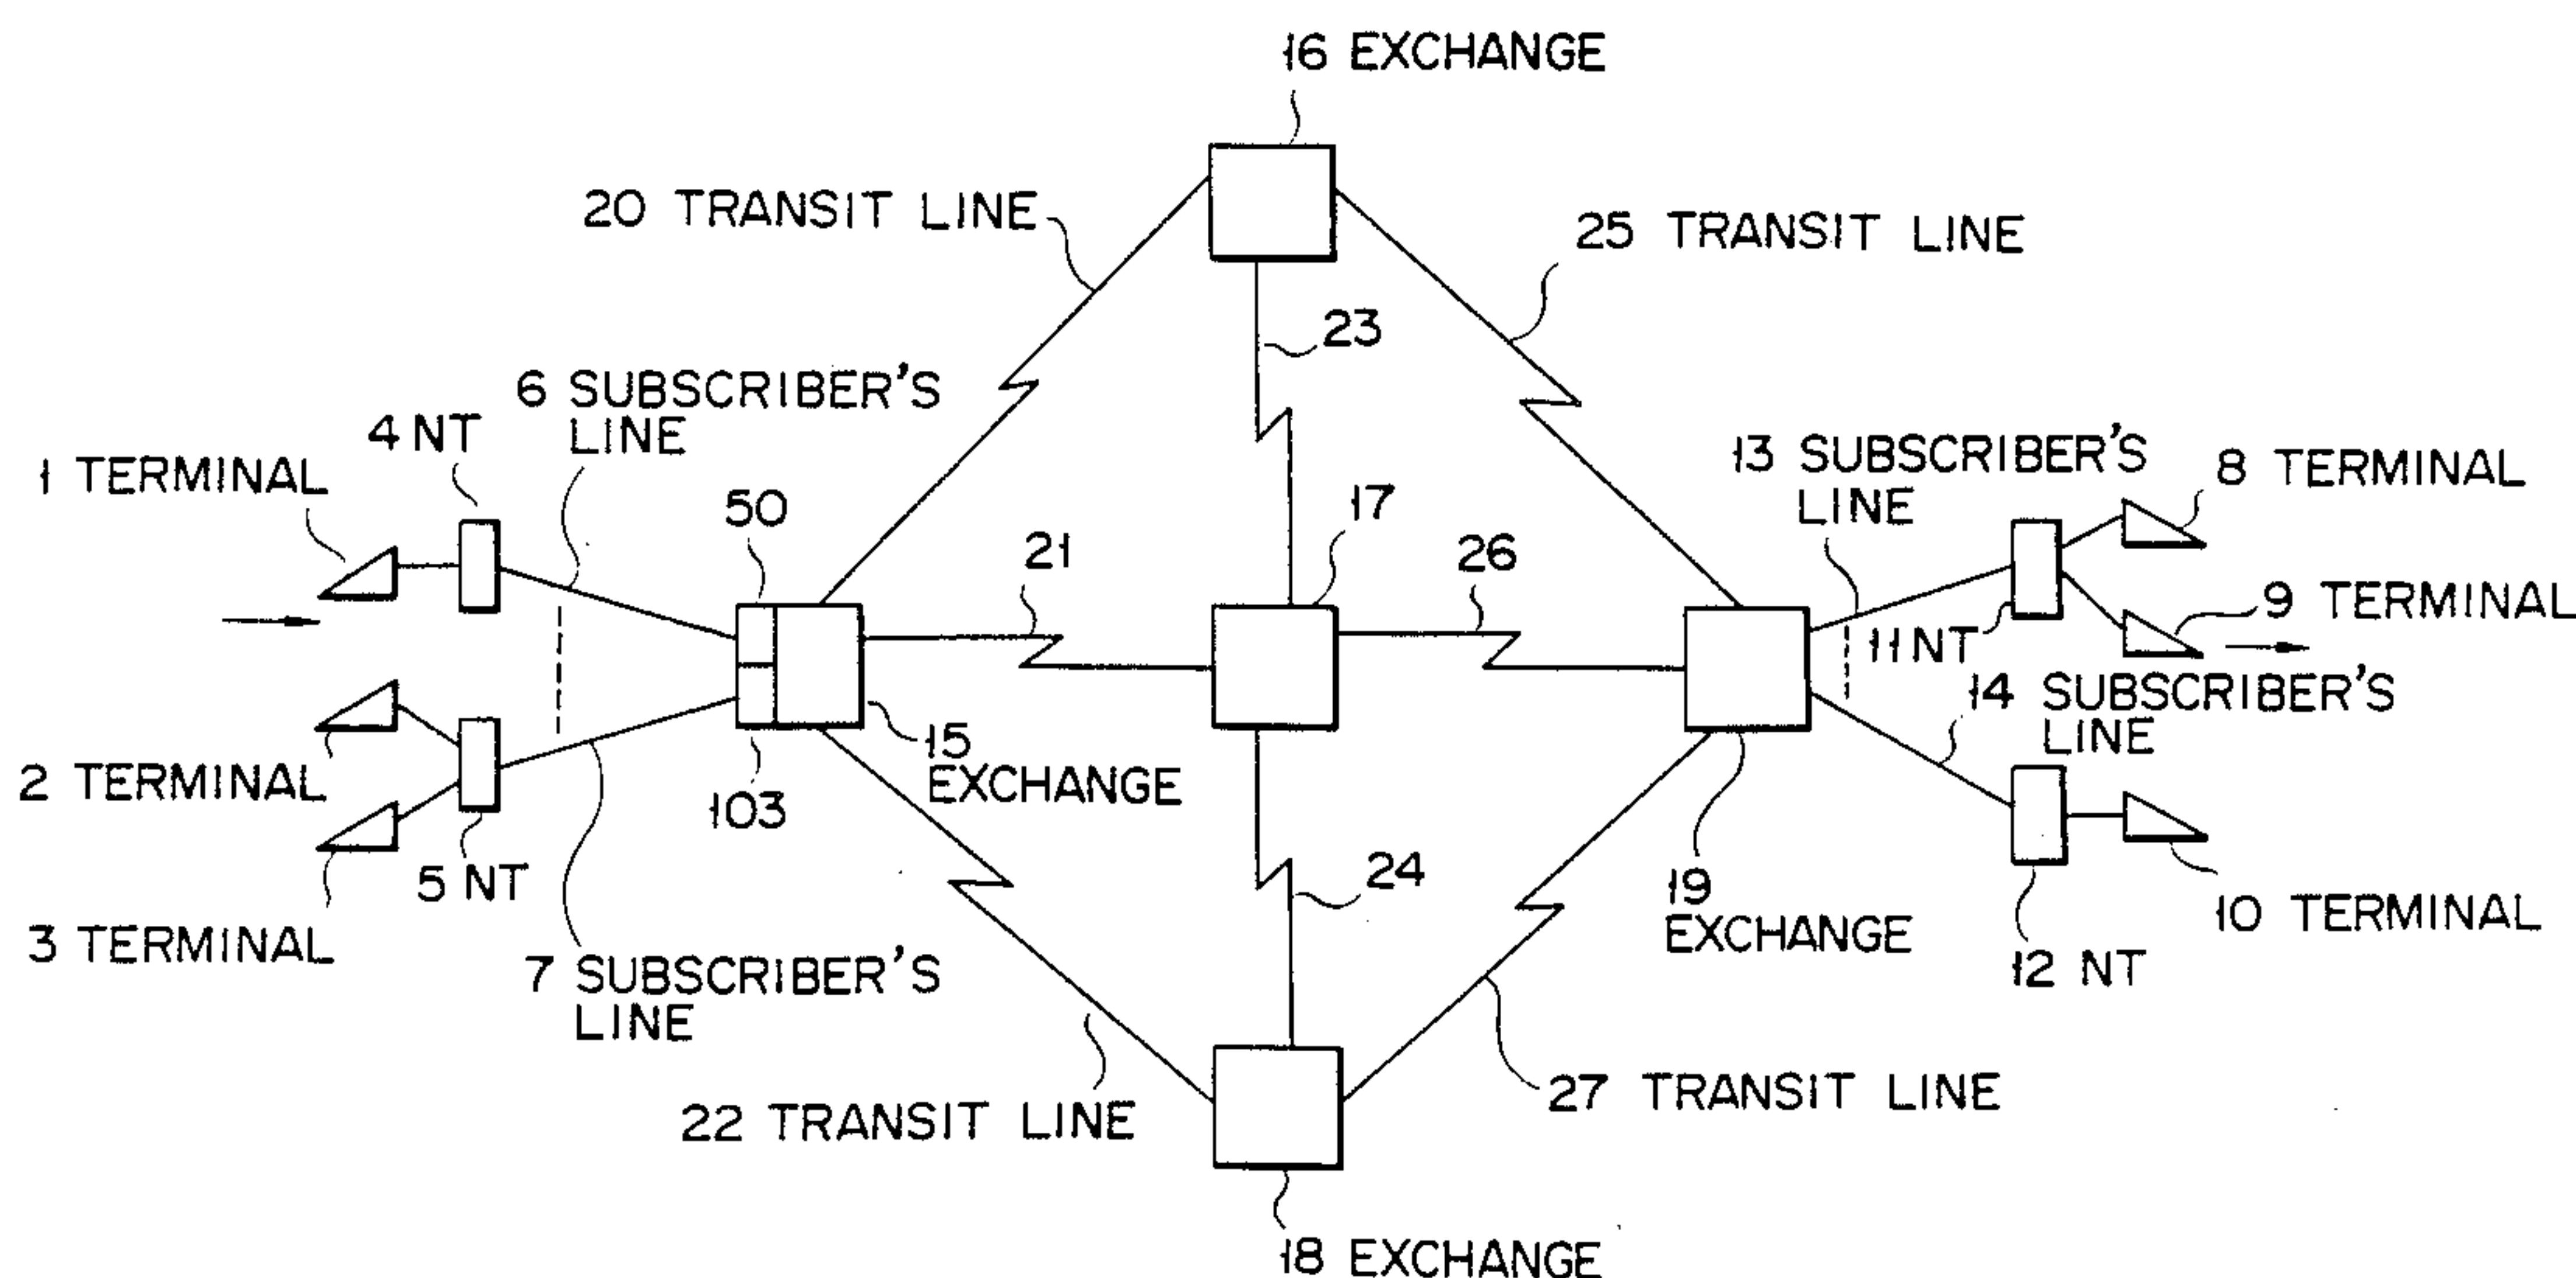 16 EXCHANGE
20 TRANSIT LINE
25 TRANSIT LINE
23
6 SUBSCRIBER'S
LINE
4 NT
1 TERMINAL
13 SUBSCRIBER'S
LINE
8 TERMINAL
50
17
21
26
9 TERMINAL
11 NT
14 SUBSCRIBER'S
LINE
15
EXCHANGE
2 TERMINAL
103
5 NT
24
19
EXCHANGE
10 TERMINAL
3 TERMINAL
7 SUBSCRIBER'S
LINE
12 NT
27 TRANSIT LINE
22 TRANSIT LINE
18 EXCHANGE